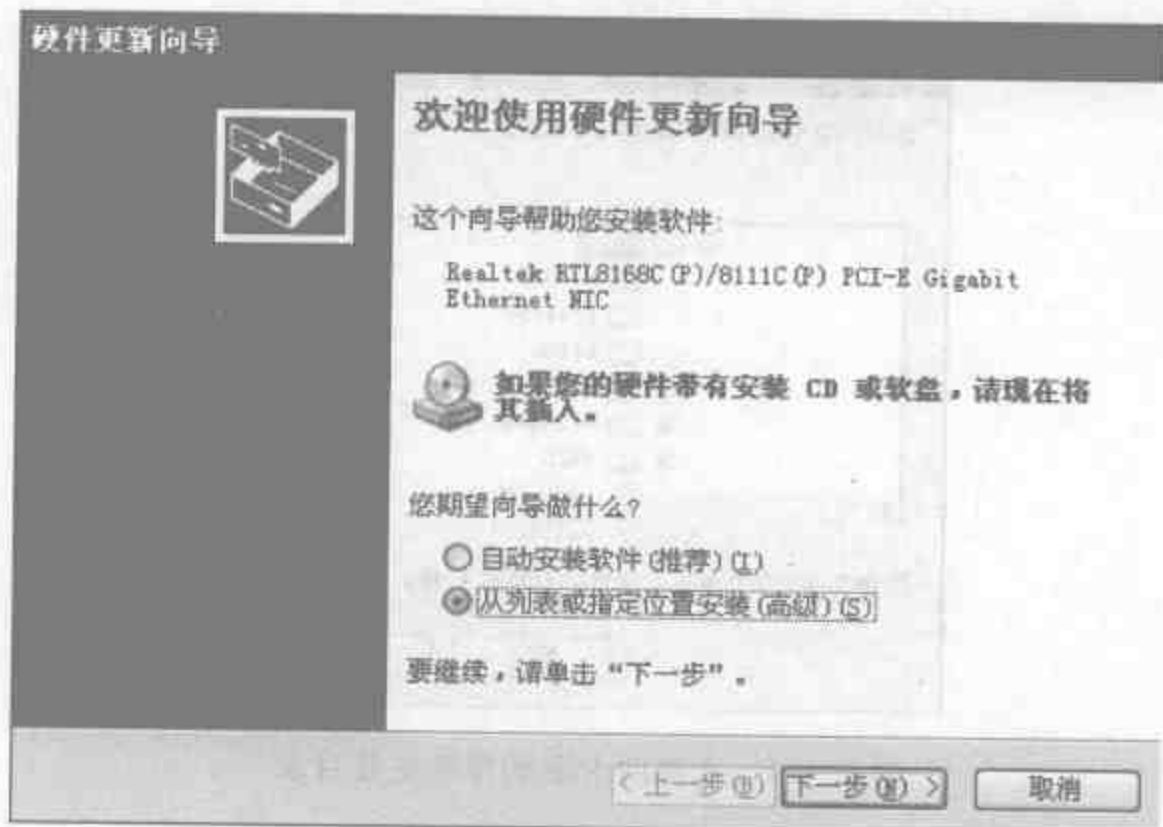 硬件更新向导
欢迎使用硬件更新向导
这个向导帮助您安装软件:
Realtek RTL8168C(P)/8111C(P) PCI-E Gigabit
Ethernet NIC
如果您的硬件带有安装 CD 或软盘，请现在将
其插入。
您期望向导做什么?
自动安装软件(推荐)(I)
从列表或指定位置安装(高级)(S)
要继续，请单击“下一步”。
<上一步(B) 下一步(N)> 取消